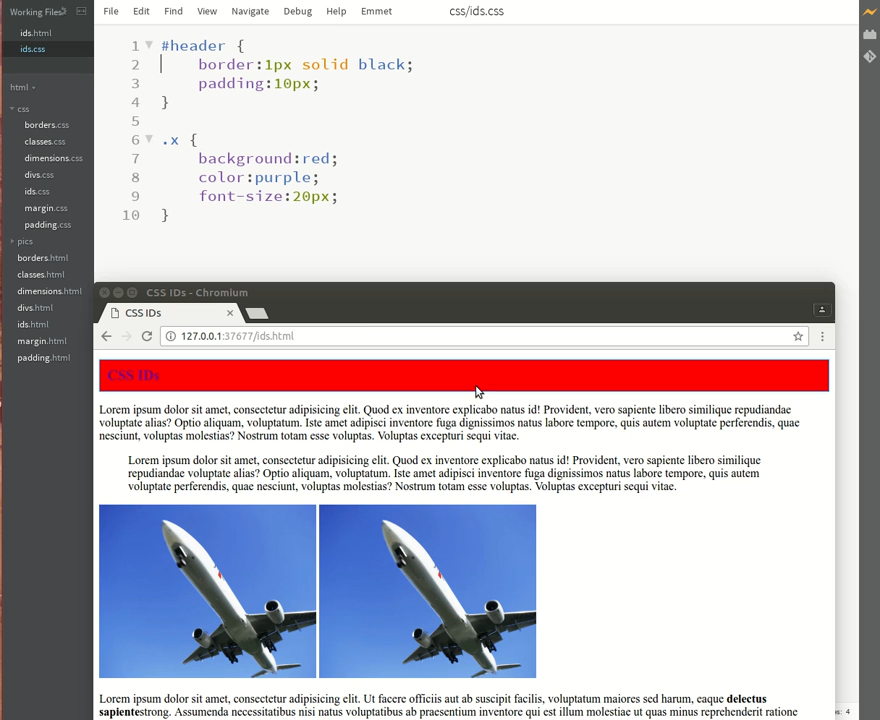 Working Files
File Edit Find View Navigate Debug Help Emmet
css/ids.css
ids.html
ids.css
html
css
borders.css
classes.css
dimensions.css
divs.css
ids.css
margin.css
padding.css
pics
borders.html
classes.html
dimensions.html
divs.html
ids.html
margin.html
padding.html
1 #header {
2 border:1px solid black;
3 padding:10px;
4 }
5
6 .x {
7 background:red;
8 color:purple;
9 font-size:20px;
10 }
CSS IDs - Chromium
CSS IDs
127.0.0.1:37677/ids.html
CSS IDs
Lorem ipsum dolor sit amet, consectetur adipisicing elit. Quod ex inventore explicabo natus id! Provident, vero sapiente libero similique repudiandae
voluptate alias? Optio aliquam, voluptatum. Iste amet adipisci inventore fuga dignissimos natus labore tempore, quis autem voluptate perferendis, quae
nesciunt, voluptas molestias? Nostrum totam esse voluptas. Voluptas excepturi sequi vitae.
Lorem ipsum dolor sit amet, consectetur adipisicing elit. Quod ex inventore explicabo natus id! Provident, vero sapiente libero similique
repudiandae voluptate alias? Optio aliquam, voluptatum. Iste amet adipisci inventore fuga dignissimos natus labore tempore, quis autem
voluptate perferendis, quae nesciunt, voluptas molestias? Nostrum totam esse voluptas. Voluptas excepturi sequi vitae.
Lorem ipsum dolor sit amet, consectetur adipisicing elit. Ut facere officiis aut ab suscipit facilis, voluptatum maiores sed harum, eaque delectus
sapientestrong. Assumenda necessitatibus nisi natus voluptatibus ab praesentium inventore qui est illum molestiae ut quas minus reprehenderit ratione
4